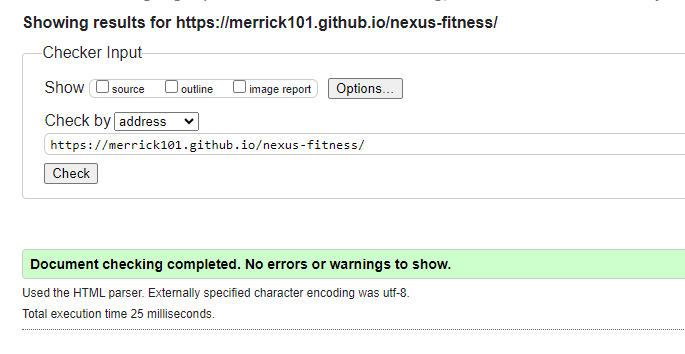 Showing results for https://merrick101.github.io/nexus-fitness/
Checker Input
Show source outline image report Options...
Check by address
https://merrick101.github.io/nexus-fitness/
Check
Document checking completed. No errors or warnings to show.
Used the HTML parser. Externally specified character encoding was utf-8.
Total execution time 25 milliseconds.